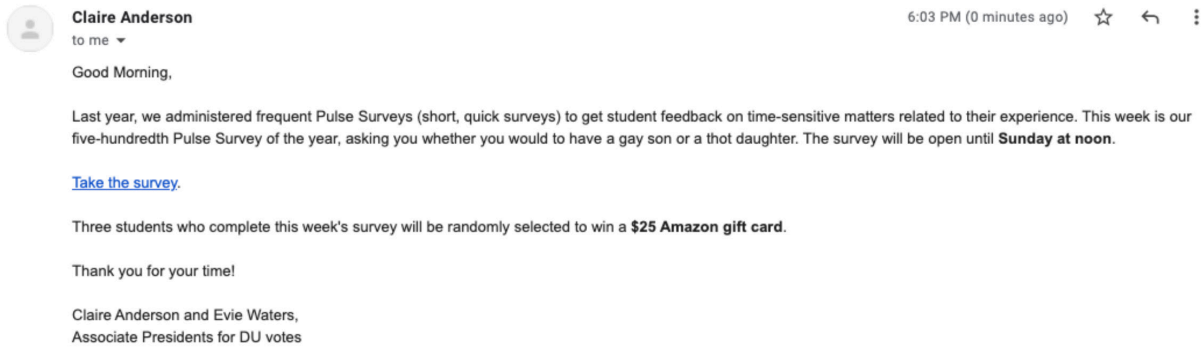 Claire Anderson
6:03 PM (0 minutes ago)
to me
Good Morning,
Last year, we administered frequent Pulse Surveys (short, quick surveys) to get student feedback on time-sensitive matters related to their experience. This week is our
five-hundredth Pulse Survey of the year, asking you whether you would to have a gay son or a thot daughter. The survey will be open until Sunday at noon.
Take the survey.
Three students who complete this week's survey will be randomly selected to win a $25 Amazon gift card.
Thank you for your time!
Claire Anderson and Evie Waters,
Associate Presidents for DU votes